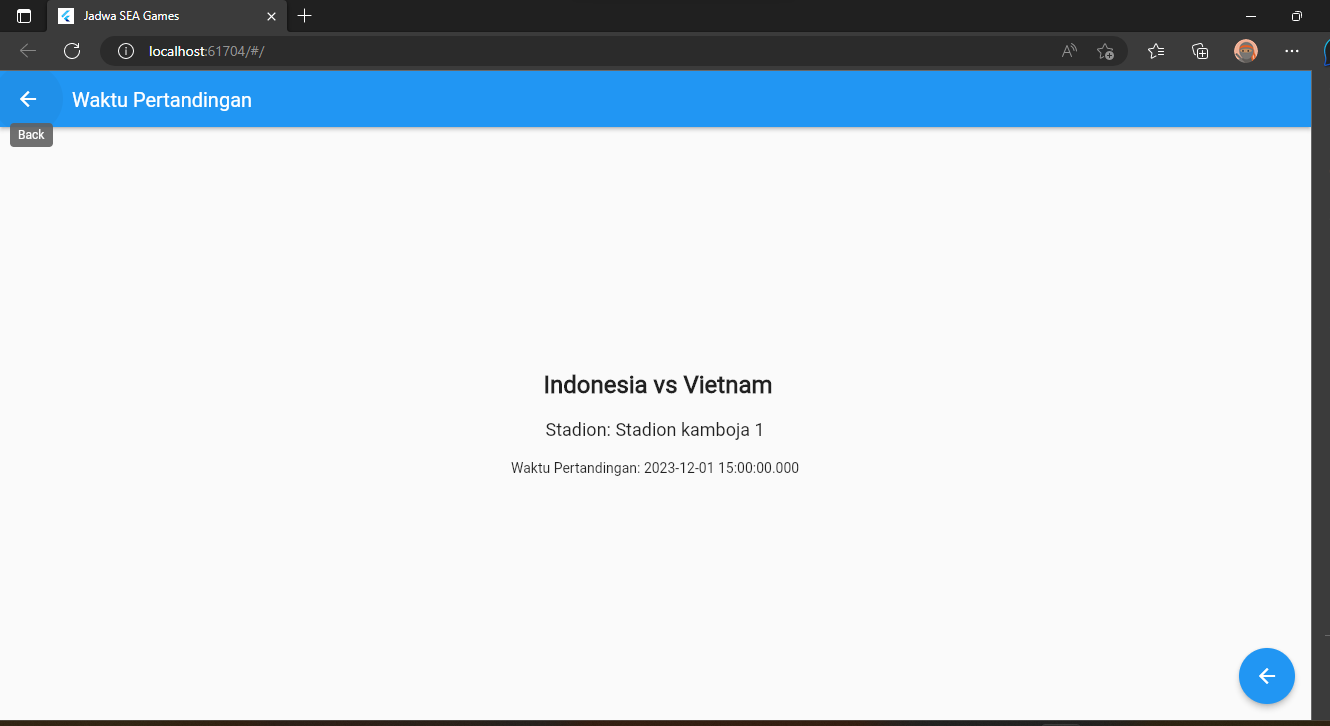 Jadwa SEA Games
localhost:61704/#/
Waktu Pertandingan
Back
Indonesia vs Vietnam
Stadion: Stadion kamboja 1
Waktu Pertandingan: 2023-12-01 15:00:00.000